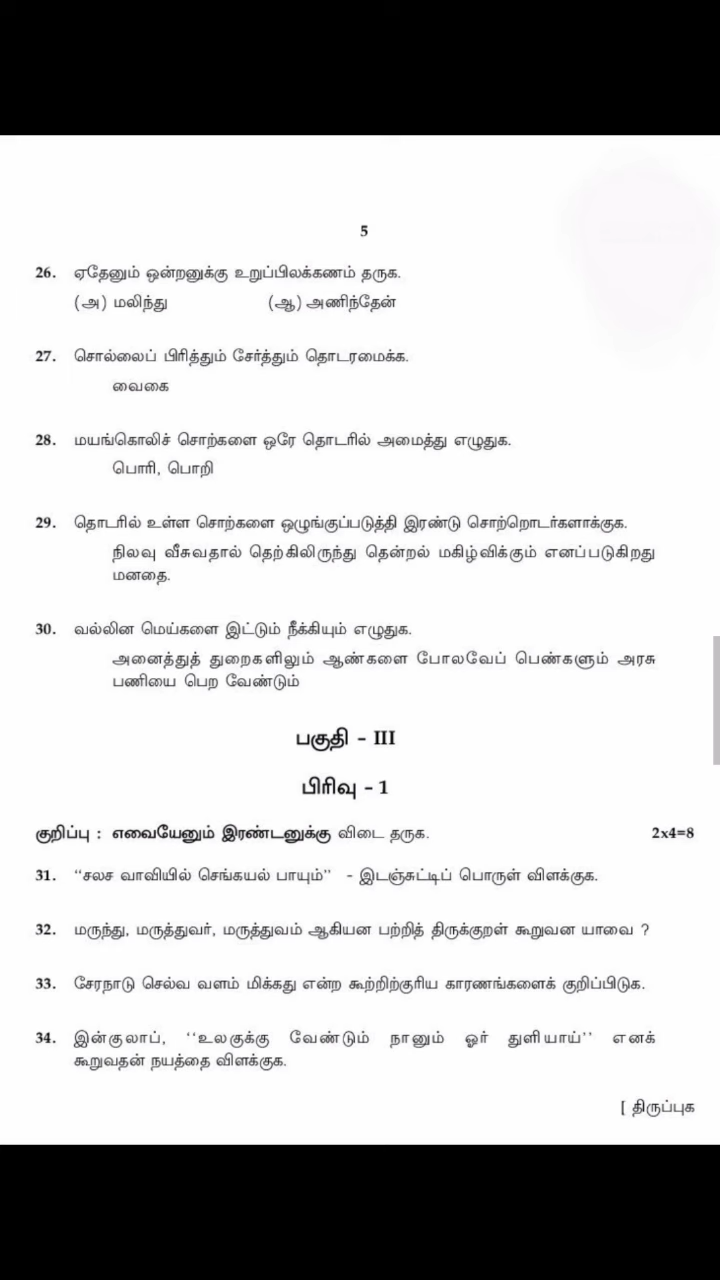 5
26. ஏதேனும் ஒன்றனுக்கு உறுப்பிலக்கணம் தருக.
(அ) மலிந்து (ஆ) அணிந்தேன்
27. சொல்லைப் பிரித்தும் சேர்த்தும் தொடரமைக்க.
வைகை
28. மயங்கொலிச் சொற்களை ஒரே தொடரில் அமைத்து எழுதுக.
பொரி, பொறி
29. தொடரில் உள்ள சொற்களை ஒழுங்குப்படுத்தி இரண்டு சொற்றொடர்களாக்குக.
நிலவு வீசுவதால் தெற்கிலிருந்து தென்றல் மகிழ்விக்கும் எனப்படுகிறது
மனதை.
30. வல்லின மெய்களை இட்டும் நீக்கியும் எழுதுக.
அனைத்துத் துறைகளிலும் ஆண்களை போலவேப் பெண்களும் அரசு
பணியை பெற வேண்டும்
பகுதி - III
பிரிவு - 1
குறிப்பு : எவையேனும் இரண்டனுக்கு விடை தருக. 2x4=8
31. “சலச வாவியில் செங்கயல் பாயும்” - இடஞ்சுட்டிப் பொருள் விளக்குக.
32. மருந்து, மருத்துவர், மருத்துவம் ஆகியன பற்றித் திருக்குறள் கூறுவன யாவை ?
33. சேரநாடு செல்வ வளம் மிக்கது என்ற கூற்றிற்குரிய காரணங்களைக் குறிப்பிடுக.
34. இன்குலாப், ‘‘உலகுக்கு வேண்டும் நானும் ஓர் துளியாய்’’ எனக்
கூறுவதன் நயத்தை விளக்குக.
[ திருப்புக